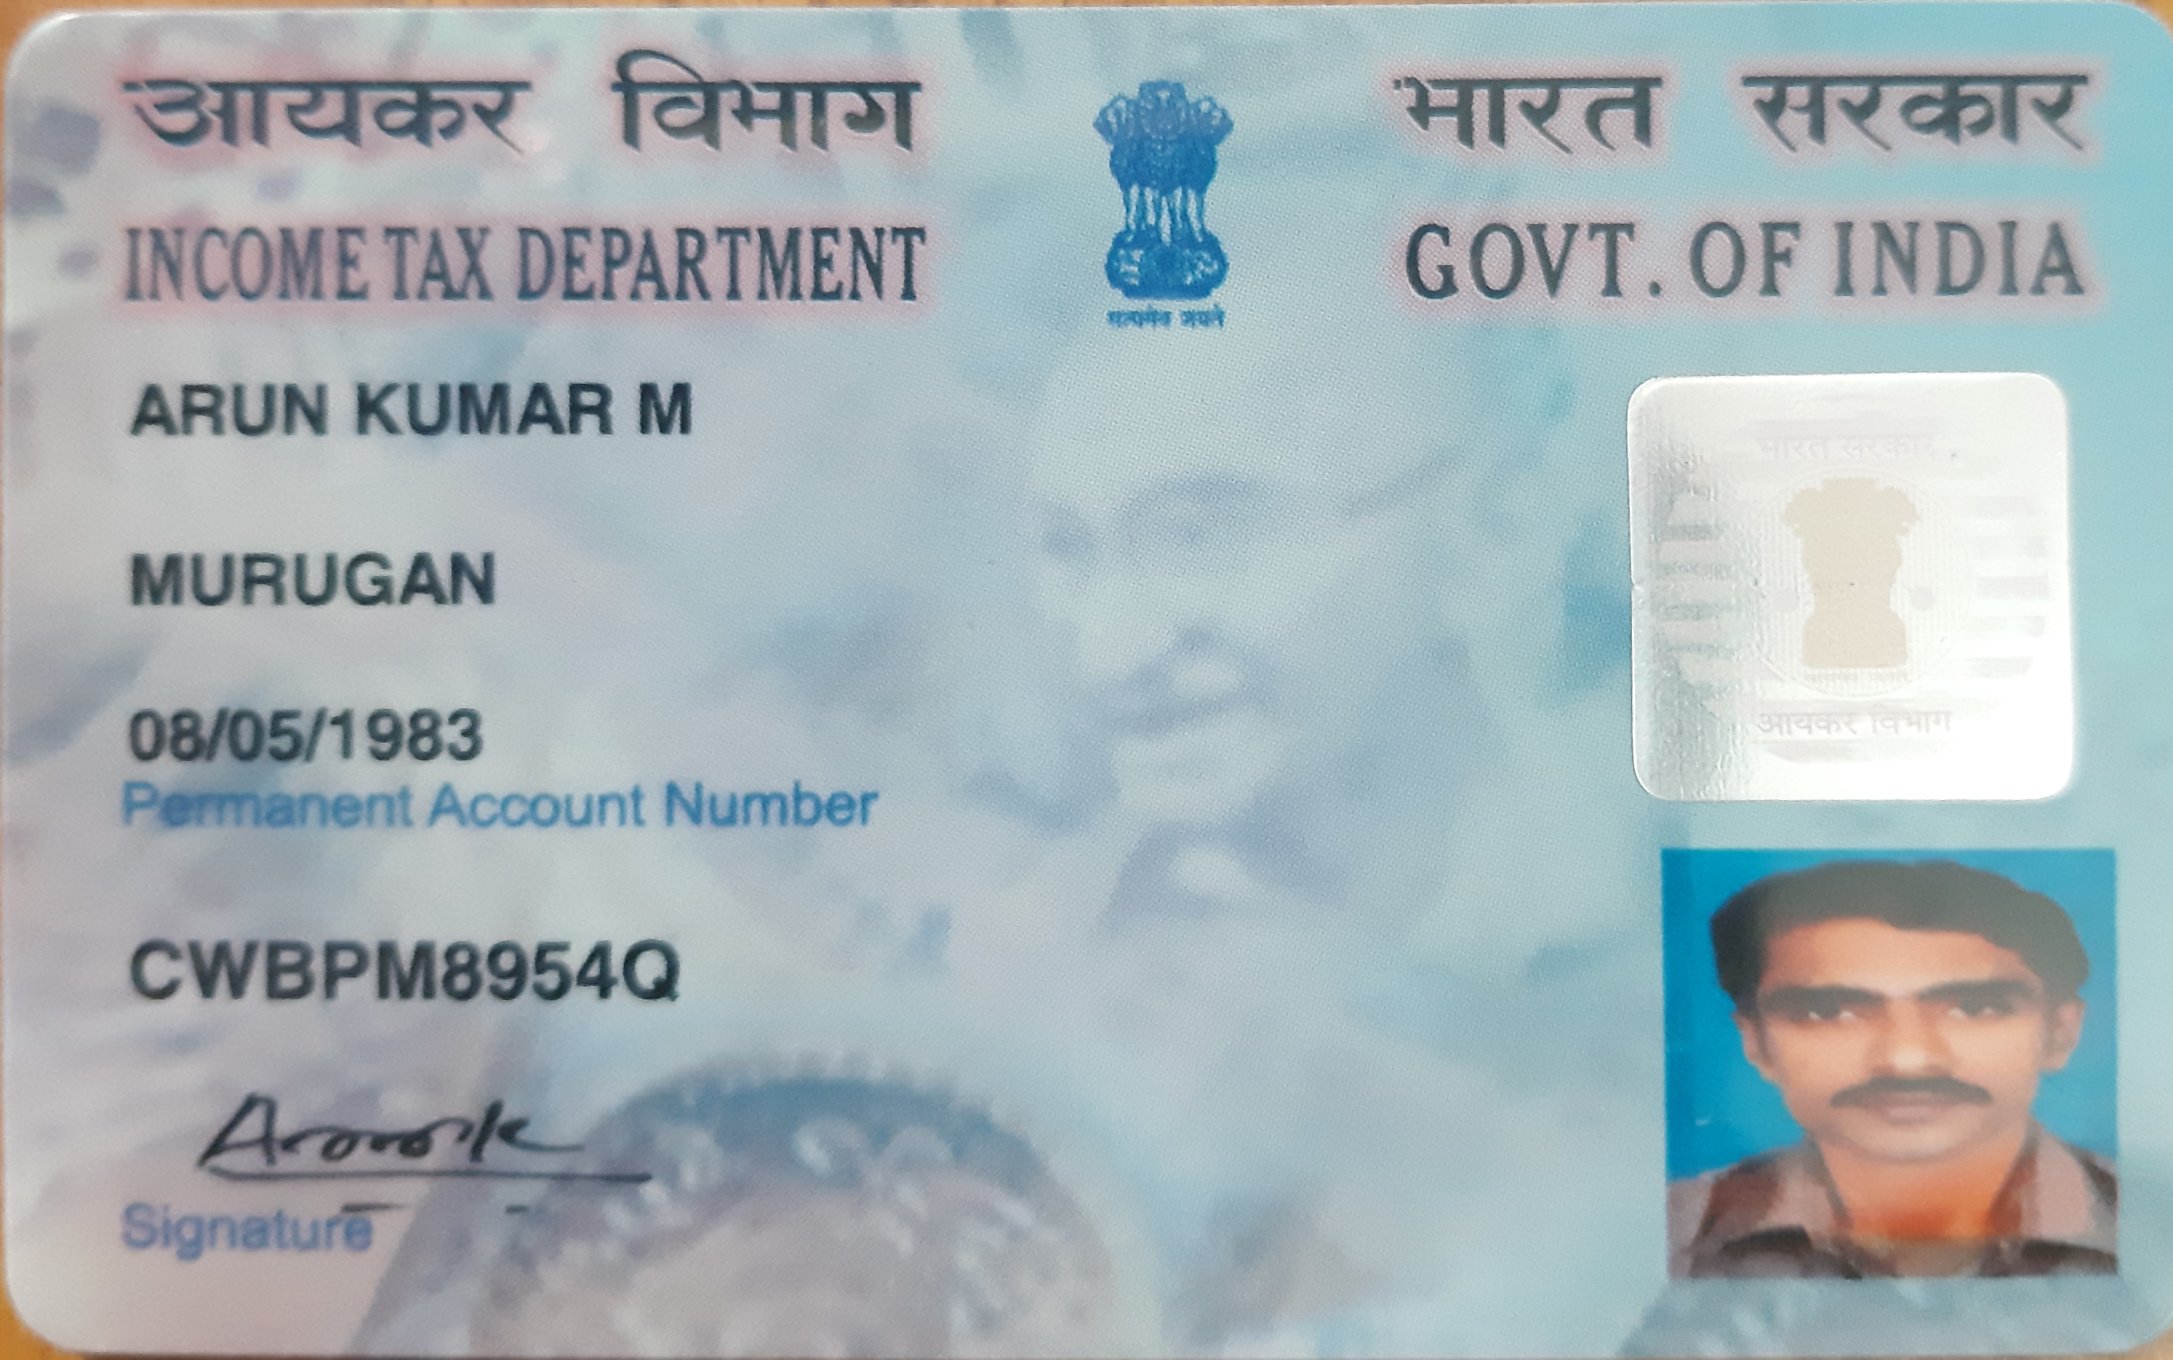 आयकर विभाग
भारत सरकार
INCOME TAX DEPARTMENT
GOVT. OF INDIA
सत्यमेव जयते
ARUN KUMAR M
MURUGAN
08/05/1983
Permanent Account Number
CWBPM8954Q
Signature
भारत सरकार
आयकर विभाग